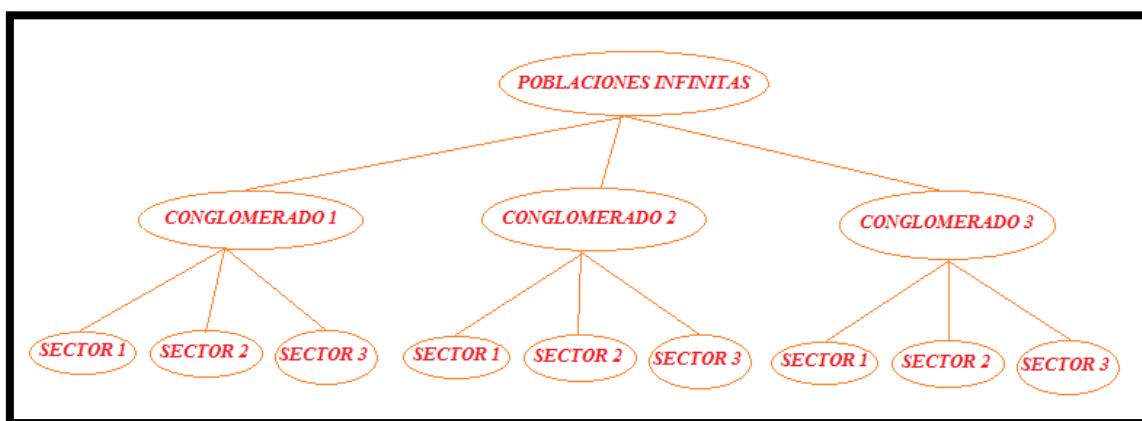 POBLACIONES INFINITAS
CONGLOMERADO 1
CONGLOMERADO 2
CONGLOMERADO 3
SECTOR 1
SECTOR 2
SECTOR 3
SECTOR 1
SECTOR 2
SECTOR 3
SECTOR 1
SECTOR 2
SECTOR 3